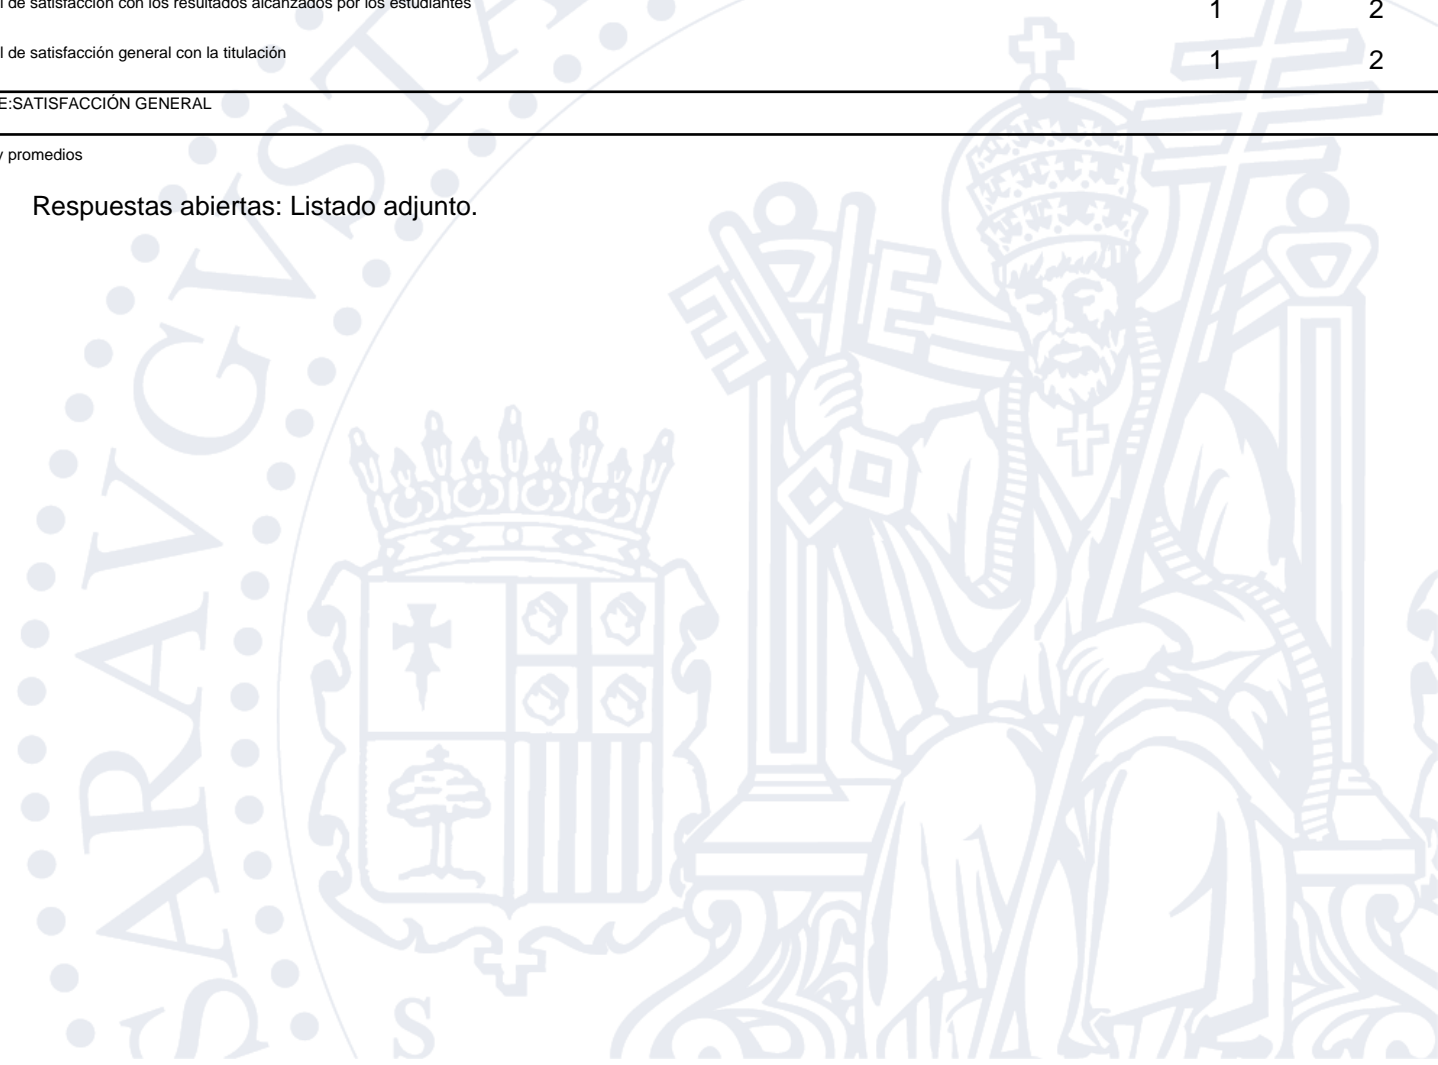 l de satisfacción con los resultados alcanzados por los estudiantes 1 2
l de satisfacción general con la titulación 1 2
E:SATISFACCIÓN GENERAL
y promedios
Respuestas abiertas: Listado adjunto.
SARAVGVSTA
S